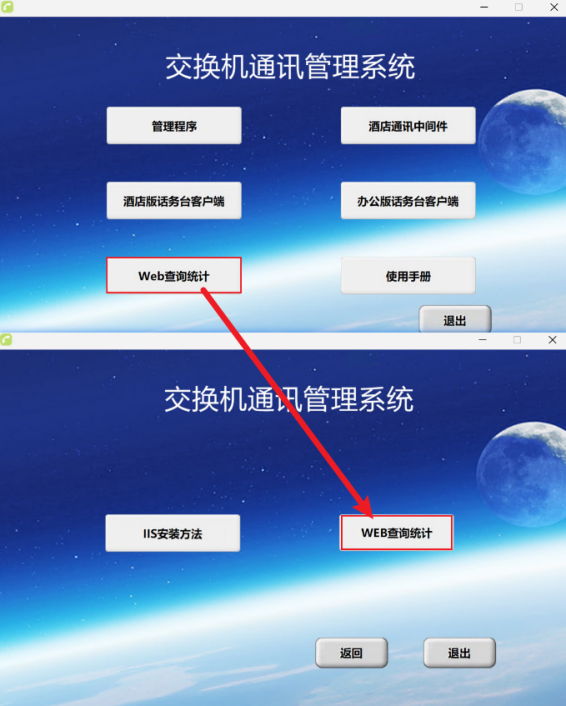 交换机通讯管理系统
管理程序
酒店通讯中间件
酒店版话务台客户端
办公版话务台客户端
Web查询统计
使用手册
退出
交换机通讯管理系统
IIS安装方法
WEB查询统计
返回
退出